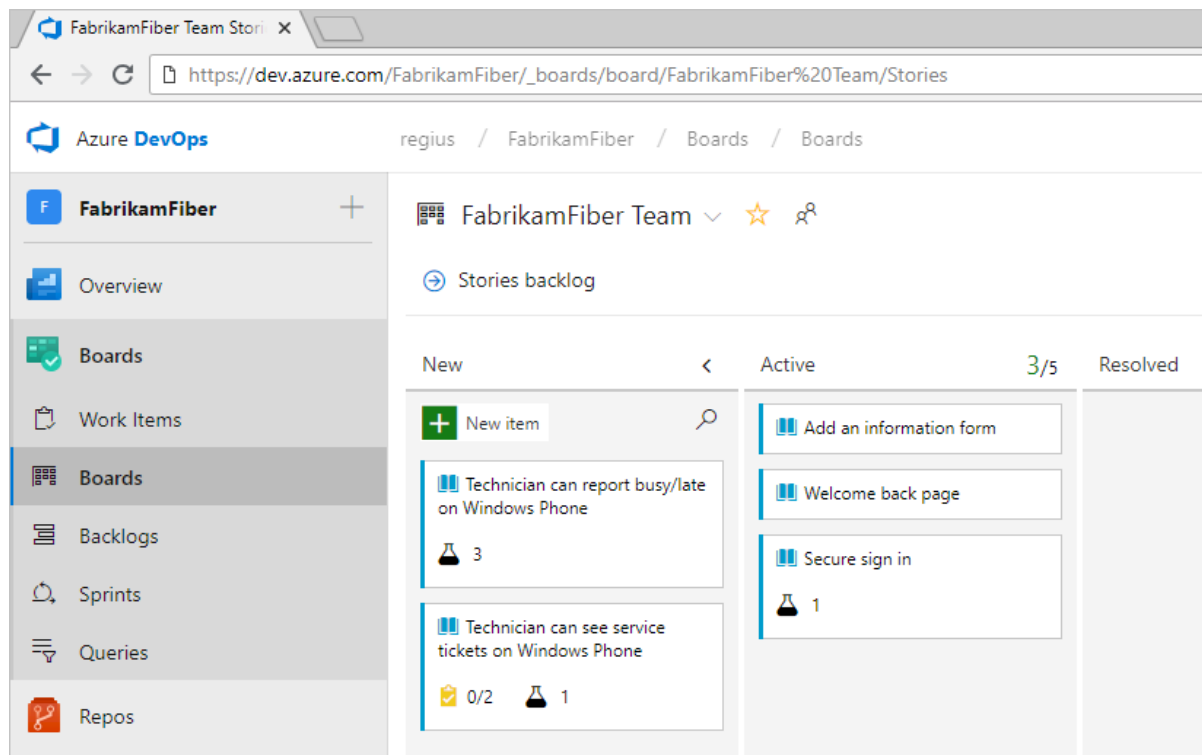 FabrikamFiber Team Stori
https://dev.azure.com/FabrikamFiber/_boards/board/FabrikamFiber%20Team/Stories
Azure DevOps
regius / FabrikamFiber / Boards / Boards
F FabrikamFiber
FabrikamFiber Team
Overview
Stories backlog
Boards
Work Items
Boards
Backlogs
Sprints
Queries
Repos
New
New item
Technician can report busy/late
on Windows Phone
3
Technician can see service
tickets on Windows Phone
0/2 1
Active 3/5
Add an information form
Welcome back page
Secure sign in
1
Resolved